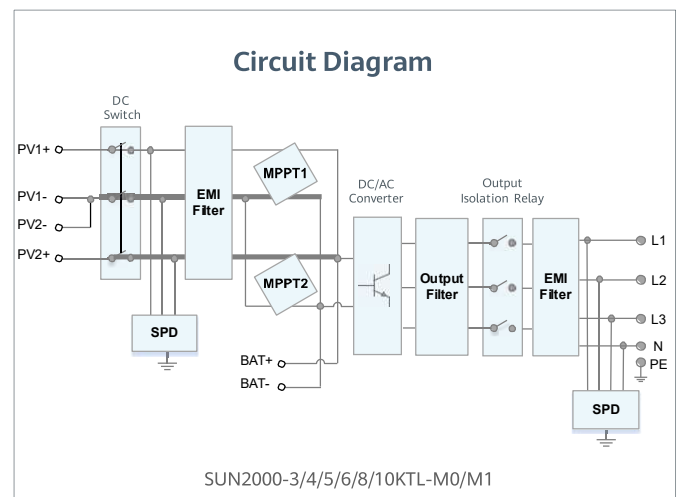 Circuit Diagram
DC
Switch
PV1+
PV1-
PV2-
PV2+
EMI
Filter
MPPT1
MPPT2
SPD
BAT+
BAT-
DC/AC
Converter
Output
Filter
Output
Isolation Relay
EMI
Filter
L1
L2
L3
N
PE
SPD
SUN2000-3/4/5/6/8/10KTL-M0/M1